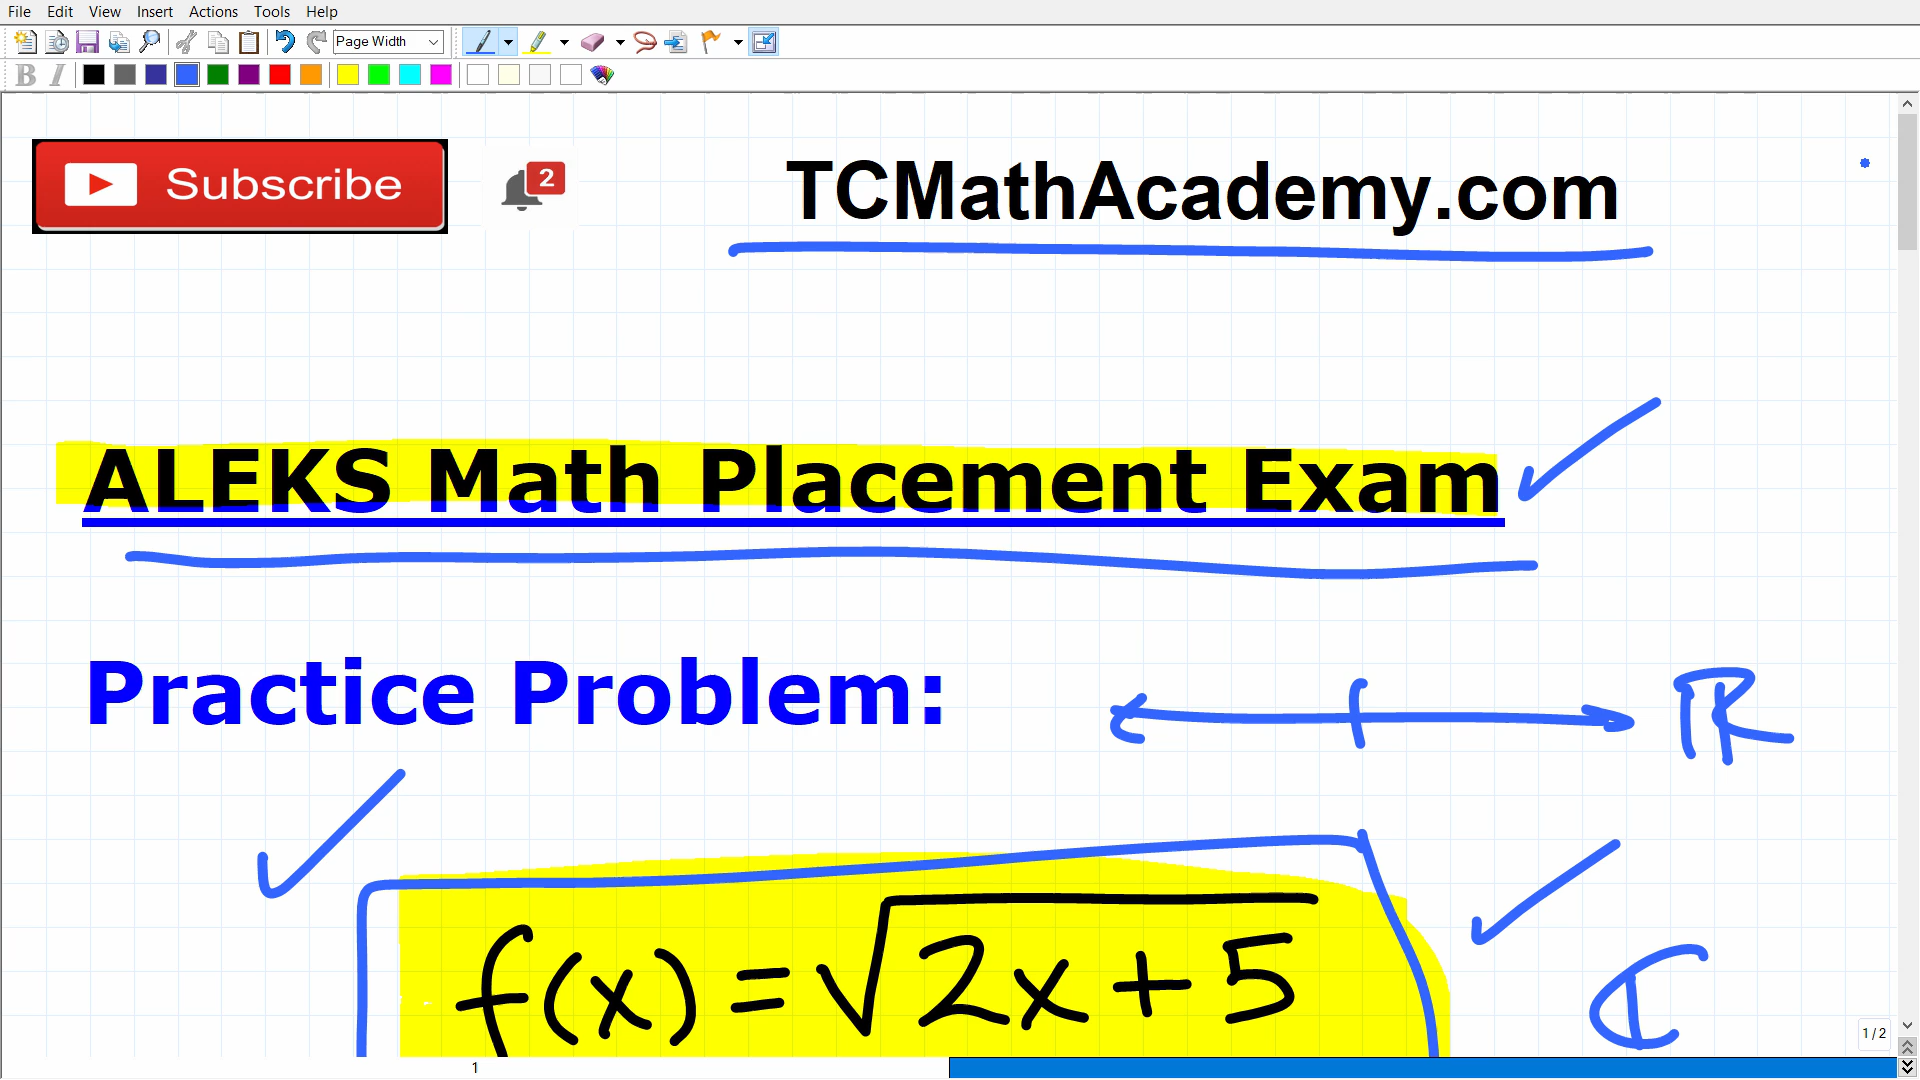 File Edit View Insert Actions Tools Help
Page Width
B I
Subscribe 2 TCMathAcademy.com
ALEKS Math Placement Exam
Practice Problem:
ℝ
f(x) = √2x + 5
ℂ
1 / 2
1